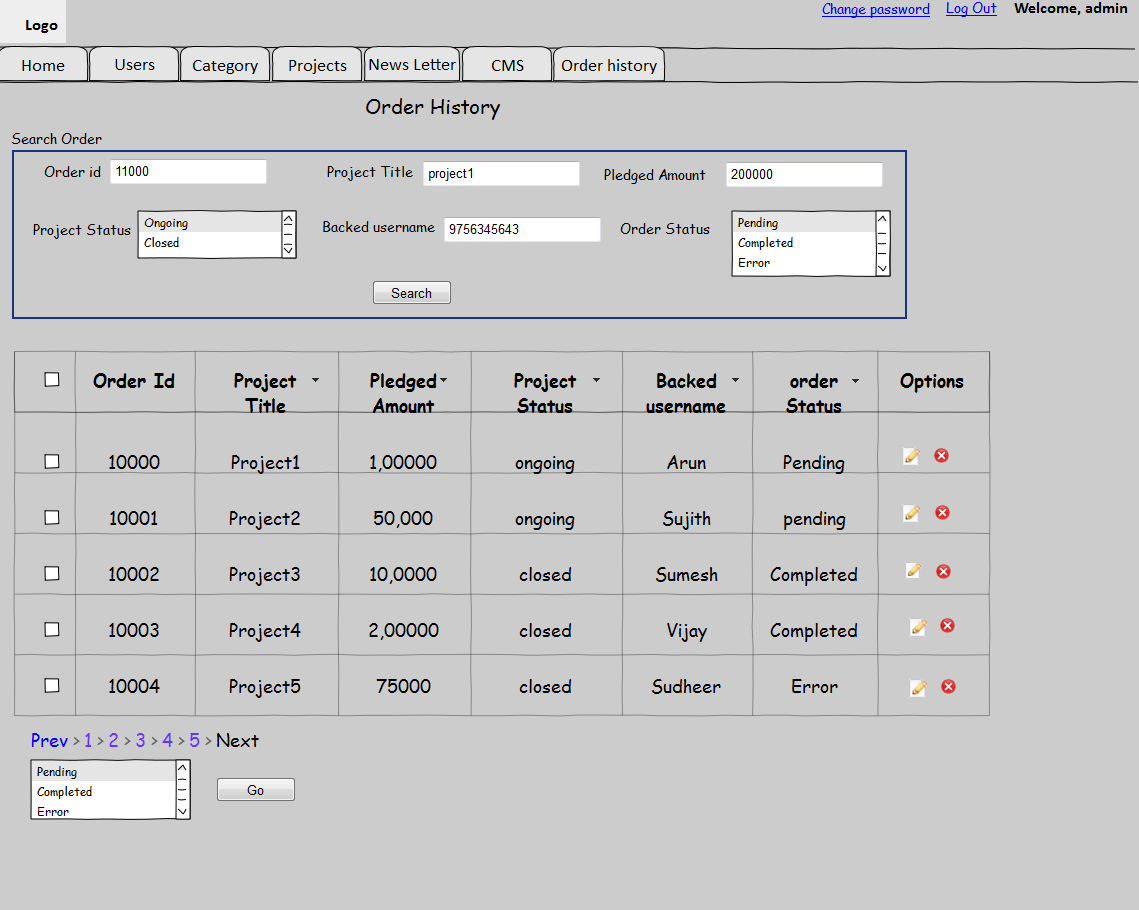 Change password Log Out Welcome, admin
Logo
Home Users Category Projects News Letter CMS Order history
Order History
Search Order
Order id 11000 Project Title project1 Pledged Amount 200000
Project Status Ongoing Closed Backed username 9756345643 Order Status Pending Completed Error
Search
Order Id Project Title Pledged Amount Project Status Backed username order Status Options
10000 Project1 1,00000 ongoing Arun Pending
10001 Project2 50,000 ongoing Sujith pending
10002 Project3 10,0000 closed Sumesh Completed
10003 Project4 2,00000 closed Vijay Completed
10004 Project5 75000 closed Sudheer Error
Prev > 1 > 2 > 3 > 4 > 5 > Next
Pending
Completed
Error
Go